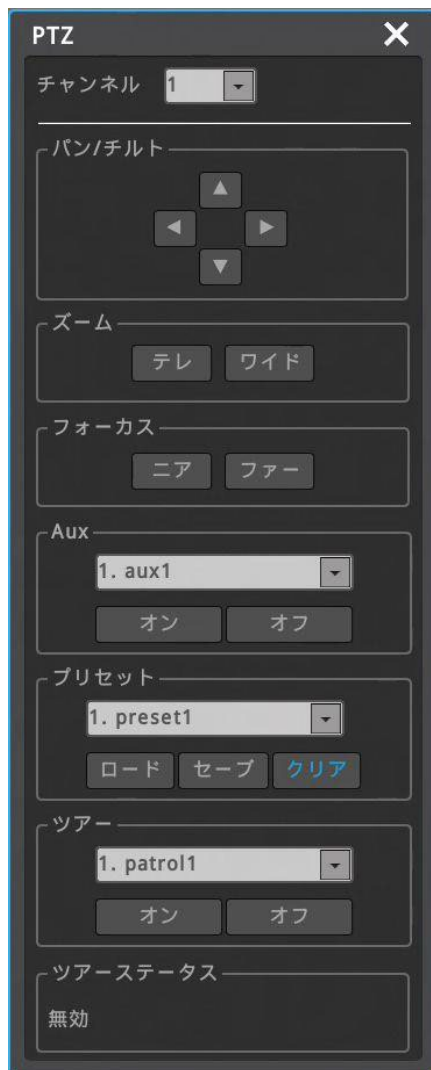 PTZ
チャンネル 1
パン/チルト
ズーム
テレ ワイド
フォーカス
ニア ファー
Aux
1. aux1
オン オフ
プリセット
1. preset1
ロード セーブ クリア
ツアー
1. patrol1
オン オフ
ツアーステータス
無効